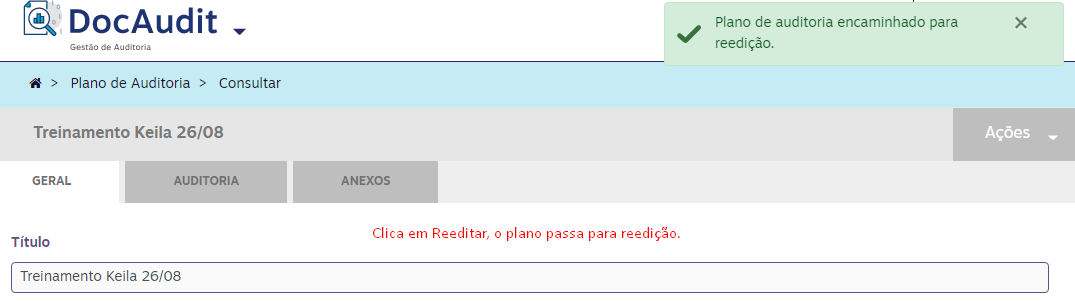 DocAudit
Gestão de Auditoria
Plano de auditoria encaminhado para
reedição.
> Plano de Auditoria > Consultar
Treinamento Keila 26/08
Ações
GERAL AUDITORIA ANEXOS
Clica em Reeditar, o plano passa para reedição.
Título
Treinamento Keila 26/08